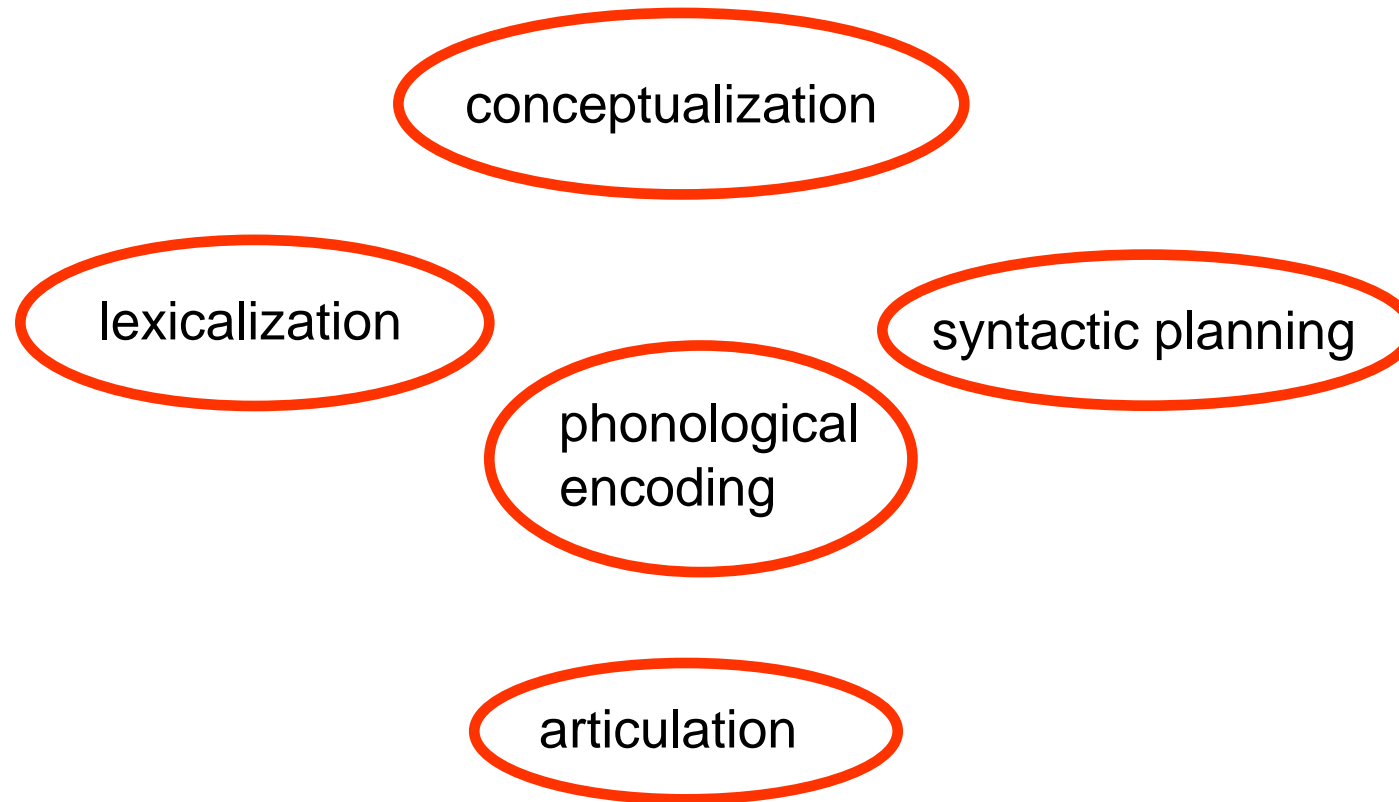 conceptualization
lexicalization
syntactic planning
phonological
encoding
articulation